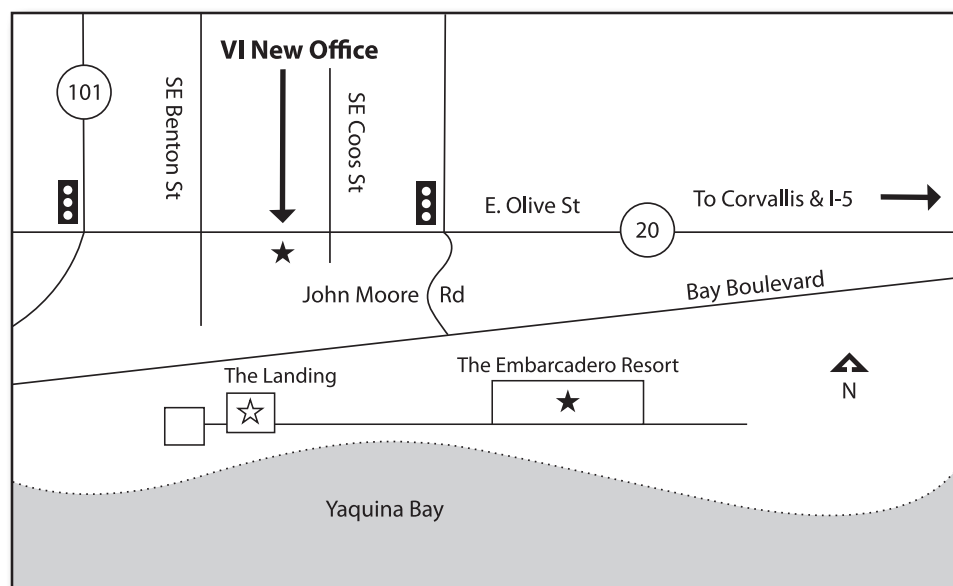 VI New Office
101
SE Benton St
SE Coos St
E. Olive St
To Corvallis & I-5
20
John Moore Rd
Bay Boulevard
The Embarcadero Resort
The Landing
N
Yaquina Bay